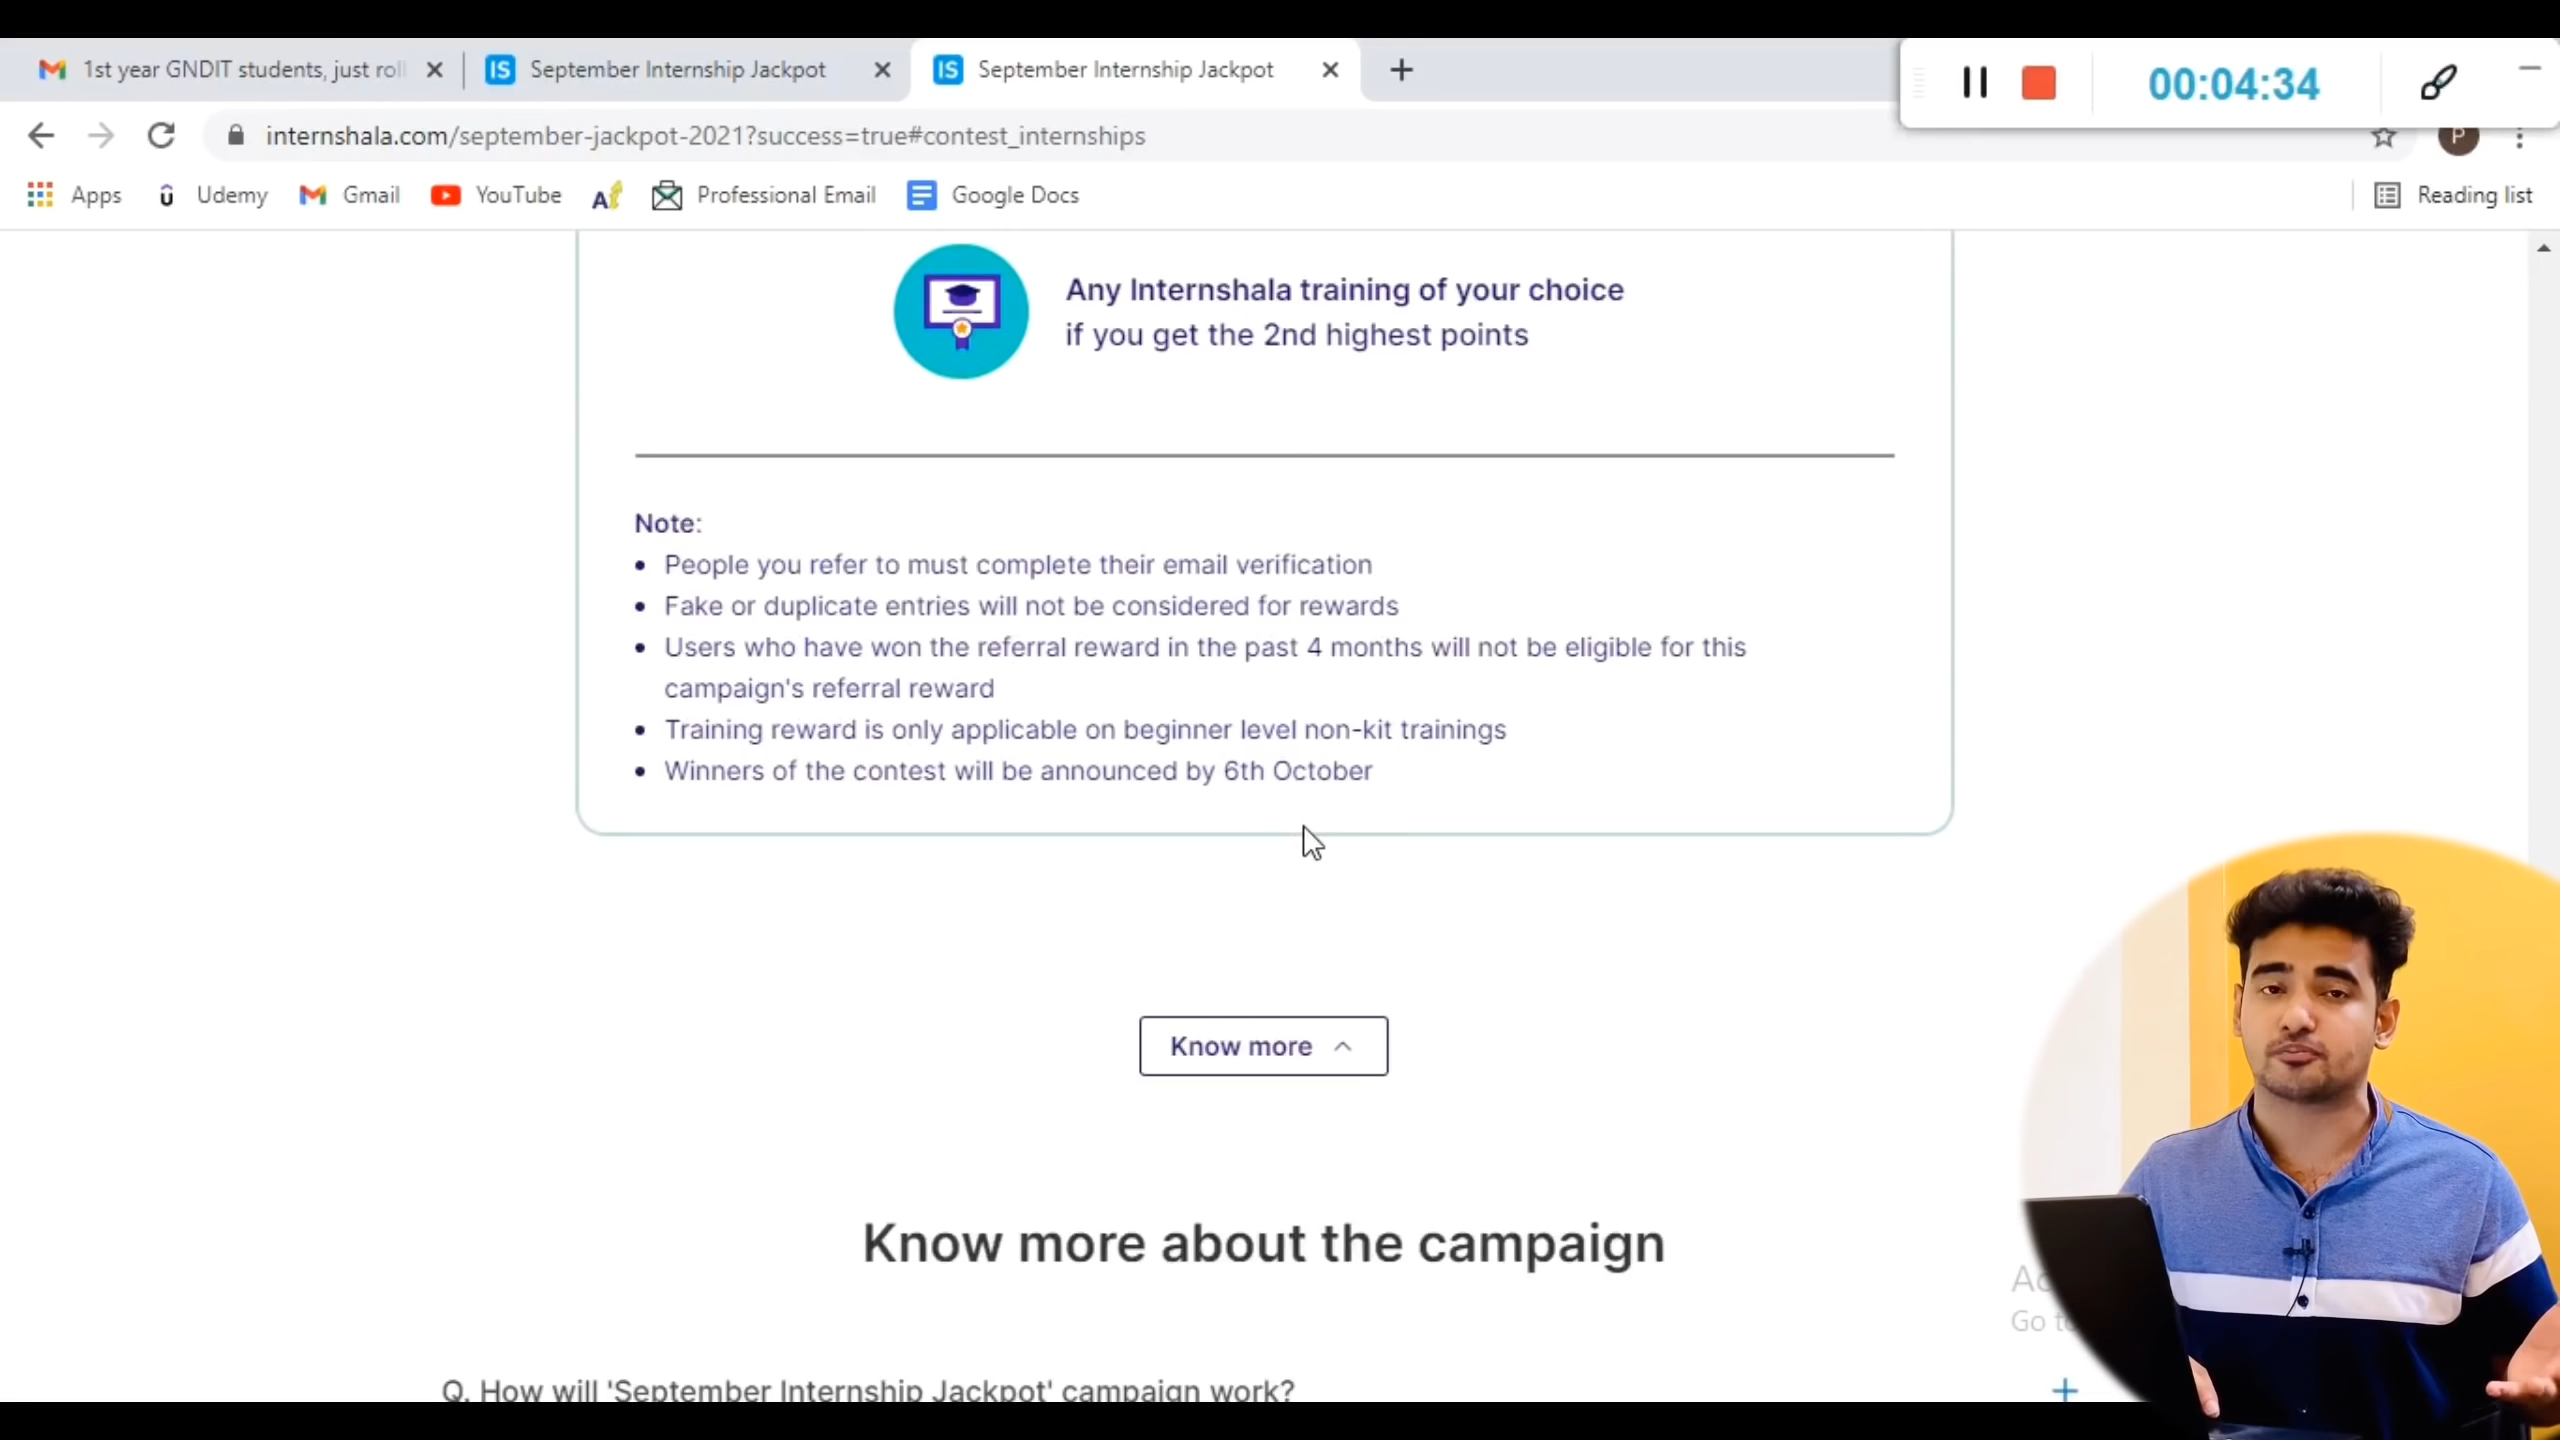 1st year GNDIT students, just roll
September Internship Jackpot
September Internship Jackpot
00:04:34
internshala.com/september-jackpot-2021?success=true#contest_internships
P
Apps
Udemy
Gmail
YouTube
Professional Email
Google Docs
Reading list
Any Internshala training of your choice
if you get the 2nd highest points
Note:
• People you refer to must complete their email verification
• Fake or duplicate entries will not be considered for rewards
• Users who have won the referral reward in the past 4 months will not be eligible for this
campaign's referral reward
• Training reward is only applicable on beginner level non-kit trainings
• Winners of the contest will be announced by 6th October
Know more
Know more about the campaign
Go
Q. How will 'September Internship Jackpot' campaign work?